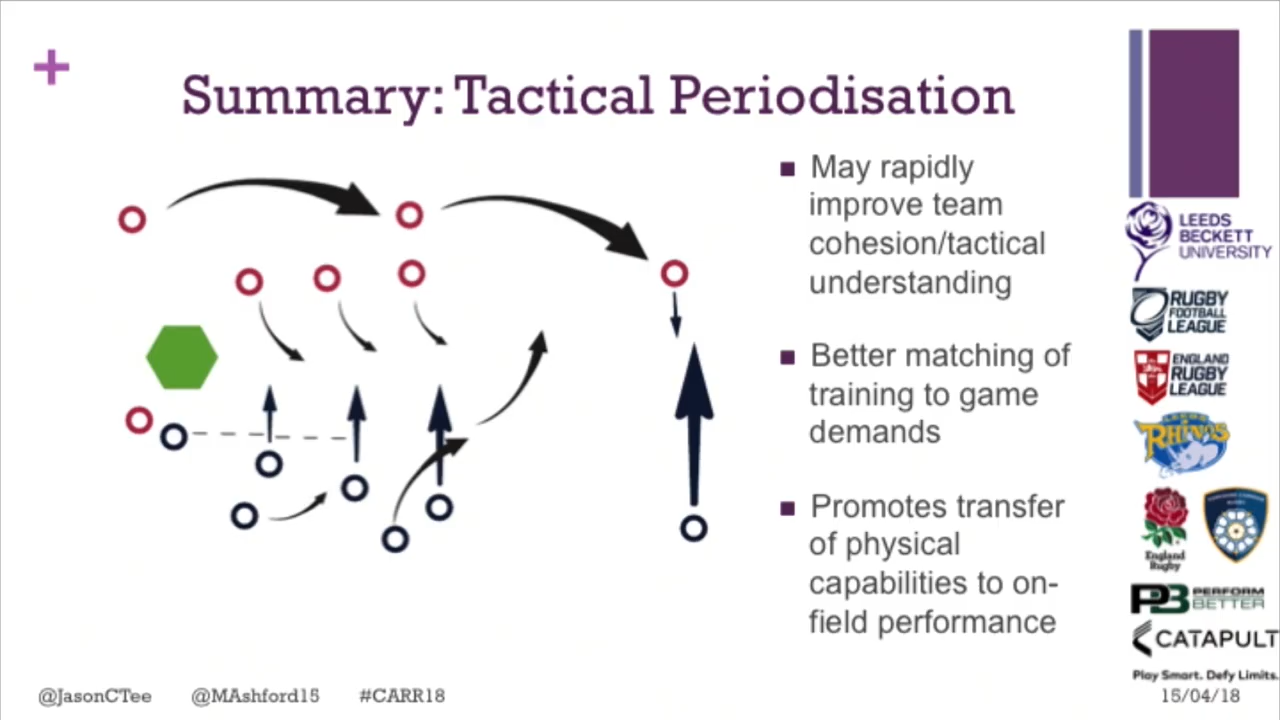 +
Summary: Tactical Periodisation
■ May rapidly
improve team
cohesion/tactical
understanding
■ Better matching of
training to game
demands
■ Promotes transfer
of physical
capabilities to on-
field performance
LEEDS
BECKETT
UNIVERSITY
RUGBY
FOOTBALL
LEAGUE
ENGLAND
RUGBY
LEAGUE
RHINOS
England
Rugby
PB PERFORM
BETTER
CATAPULT
Play Smart. Defy Limits.
@JasonCTee @MAshford15 #CARR18
15/04/18